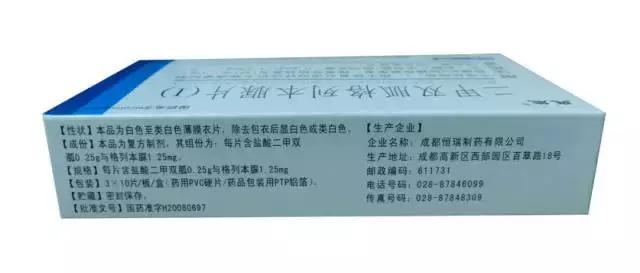 二甲双胍格列本脲片(I)
【性状】本品为白色至类白色薄膜衣片，除去包衣后显白色或类白色。
【成份】本品为复方制剂，其组份为：每片含盐酸二甲双
胍0.25g与格列本脲1.25mg。
【规格】每片含盐酸二甲双胍0.25g与格列本脲1.25mg
【包装】3×10片/板/盒(药用PVC硬片/药品包装用PTP铝箔)。
【贮藏】密封保存。
【批准文号】国药准字H20080697
【生产企业】
企业名称：成都恒瑞制药有限公司
生产地址：成都高新区西部园区百草路18号
邮政编码：611731
电话号码：028-87846099
传真号码：028-87848309